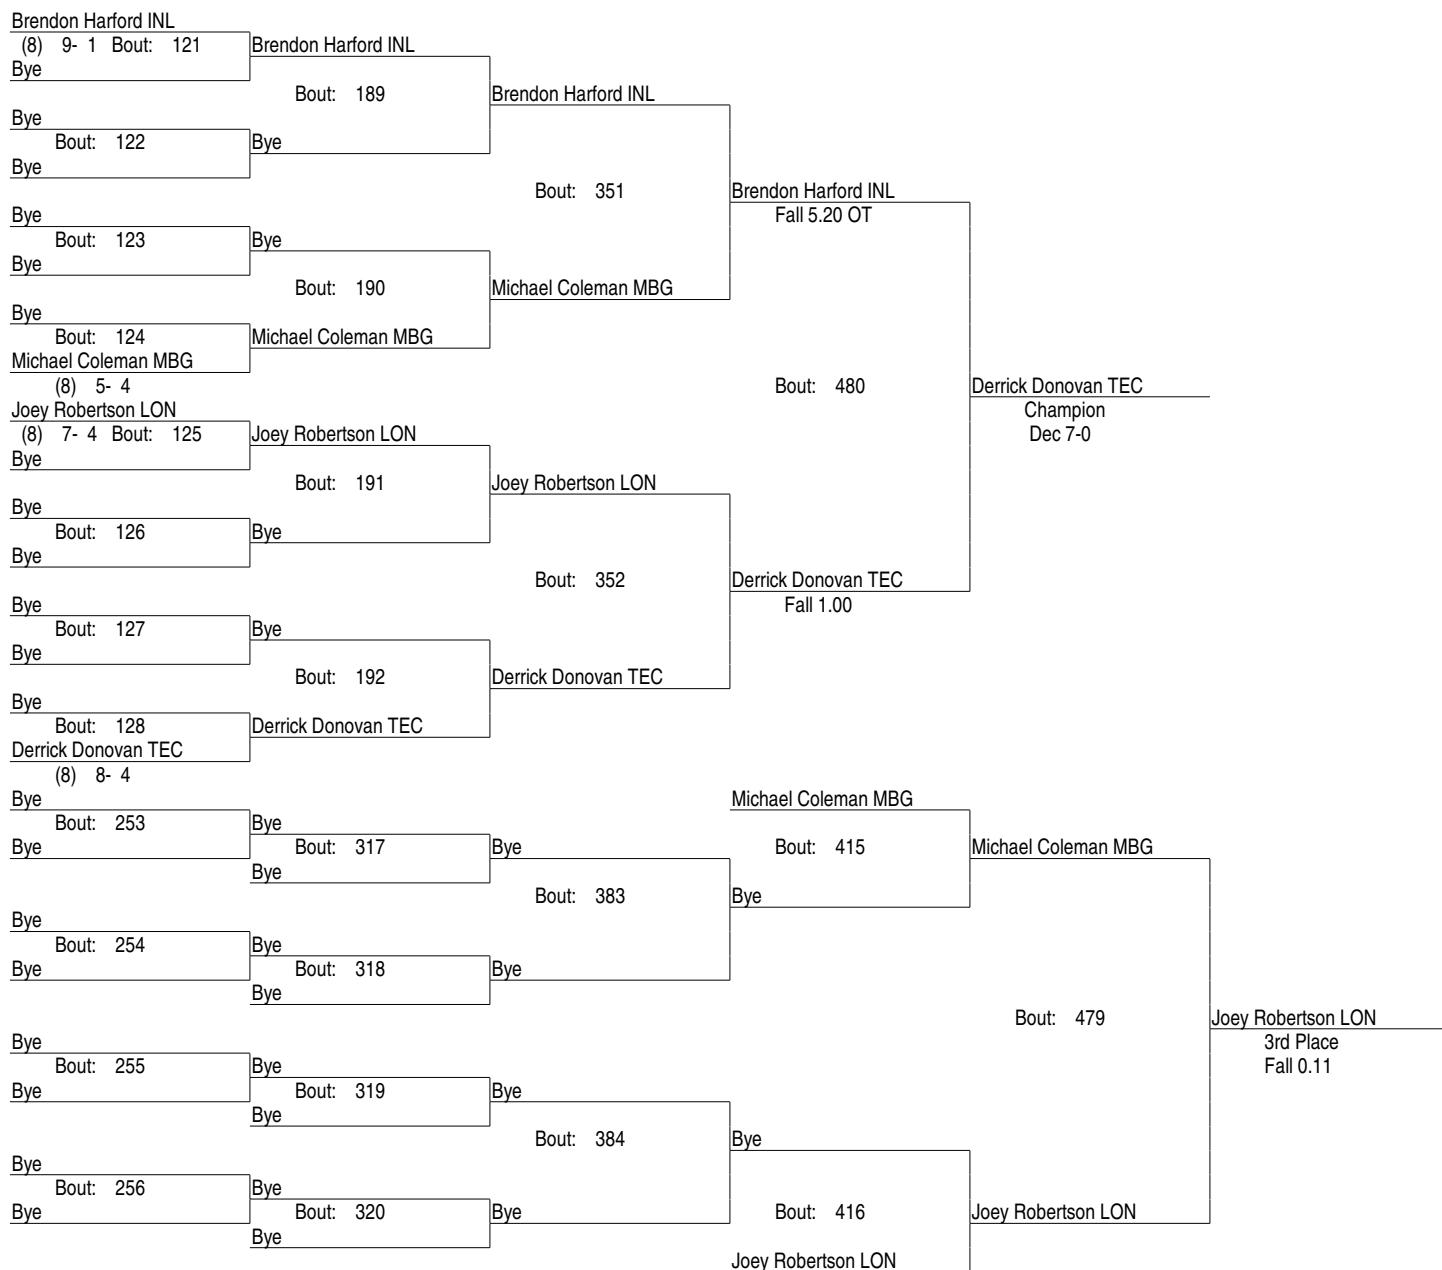 Brendon Harford INL
(8) 9- 1 Bout: 121 Brendon Harford INL
Bye
Bout: 189 Brendon Harford INL
Bye
Bout: 122 Bye
Bye
Bout: 351 Brendon Harford INL
Bye Fall 5.20 OT
Bout: 123 Bye
Bye
Bout: 190 Michael Coleman MBG
Bye
Bout: 124 Michael Coleman MBG
Michael Coleman MBG
(8) 5- 4 Bout: 480 Derrick Donovan TEC
Joey Robertson LON Champion
(8) 7- 4 Bout: 125 Joey Robertson LON Dec 7-0
Bye
Bout: 191 Joey Robertson LON
Bye
Bout: 126 Bye
Bye
Bout: 352 Derrick Donovan TEC
Bye Fall 1.00
Bout: 127 Bye
Bye
Bout: 192 Derrick Donovan TEC
Bye
Bout: 128 Derrick Donovan TEC
Derrick Donovan TEC
(8) 8- 4
Bye Michael Coleman MBG
Bout: 253 Bye
Bye Bout: 317 Bye Bout: 415 Michael Coleman MBG
Bye
Bout: 383 Bye
Bye
Bout: 254 Bye
Bye Bout: 318 Bye
Bye
Bout: 479 Joey Robertson LON
Bye 3rd Place
Bout: 255 Bye Fall 0.11
Bye Bout: 319 Bye
Bye
Bout: 384 Bye
Bye
Bout: 256 Bye
Bye Bout: 320 Bye Bout: 416 Joey Robertson LON
Bye
Joey Robertson LON